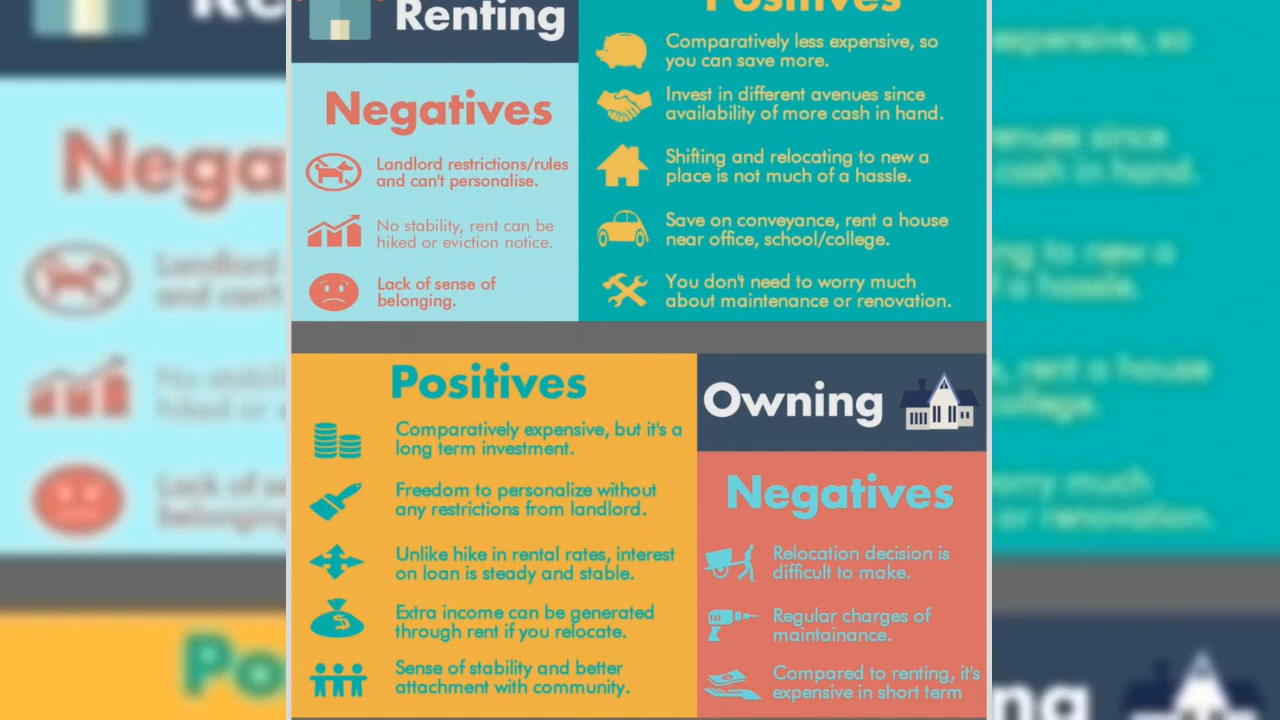 Renting
Negatives
Landlord restrictions/rules
and can't personalise.
No stability, rent can be
hiked or eviction notice.
Lack of sense of
belonging.
Positives
Comparatively less expensive, so
you can save more.
Invest in different avenues since
availability of more cash in hand.
Shifting and relocating to new a
place is not much of a hassle.
Save on conveyance, rent a house
near office, school/college.
You don't need to worry much
about maintenance or renovation.
Positives
Comparatively expensive, but it's a
long term investment.
Freedom to personalize without
any restrictions from landlord.
Unlike hike in rental rates, interest
on loan is steady and stable.
Extra income can be generated
through rent if you relocate.
Sense of stability and better
attachment with community.
Owning
Negatives
Relocation decision is
difficult to make.
Regular charges of
maintainance.
Compared to renting, it's
expensive in short term